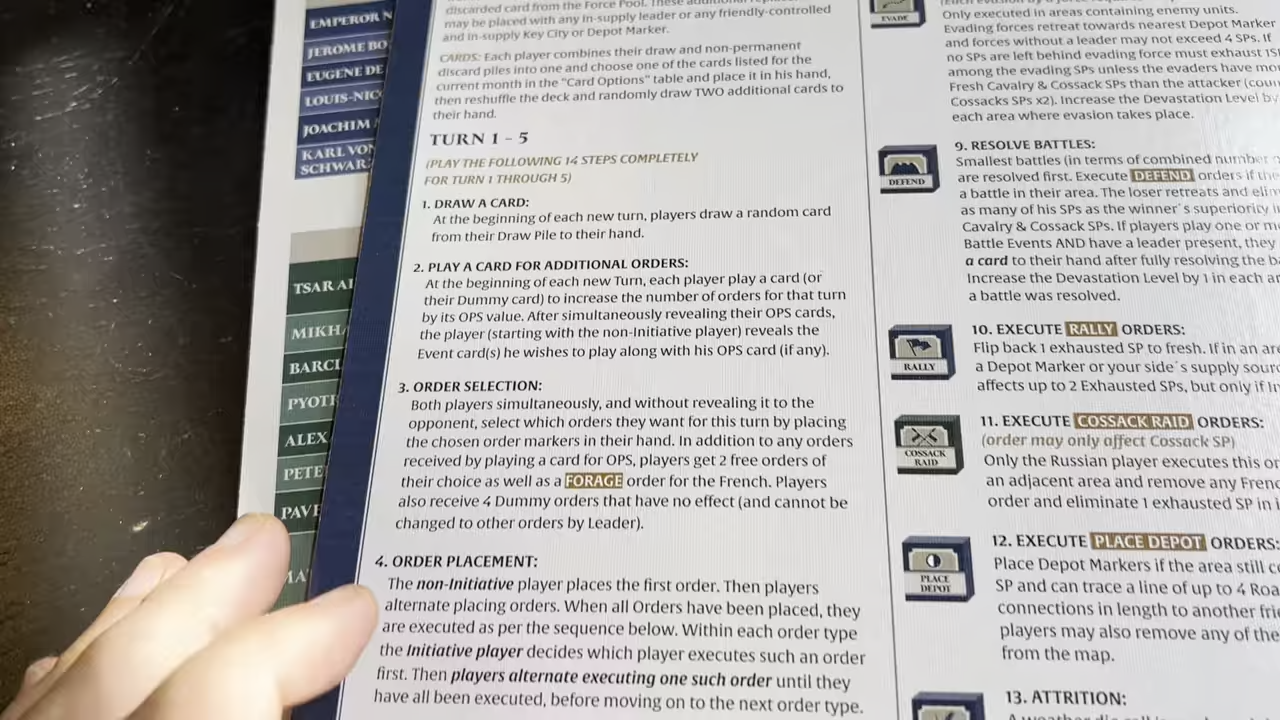 EMPEROR N
JEROME BO
EUGENE DE
LOUIS-NIC
JOACHIM
KARL VON
SCHWAR
TSAR AL
MIKH
BARCL
PYOTR
ALEX
PETE
PAVE
discarded card from the Force Pool. These additional
may be placed with any in-supply leader or any friendly-controlled
and in-supply Key City or Depot Marker.
CARDS: Each player combines their draw and non-permanent
discard piles into one and choose one of the cards listed for the
current month in the "Card Options" table and place it in his hand,
then reshuffle the deck and randomly draw TWO additional cards to
their hand.
TURN 1 - 5
(PLAY THE FOLLOWING 14 STEPS COMPLETELY
FOR TURN 1 THROUGH 5)
1. DRAW A CARD:
At the beginning of each new turn, players draw a random card
from their Draw Pile to their hand.
2. PLAY A CARD FOR ADDITIONAL ORDERS:
At the beginning of each new Turn, each player play a card (or
their Dummy card) to increase the number of orders for that turn
by its OPS value. After simultaneously revealing their OPS cards,
the player (starting with the non-Initiative player) reveals the
Event card(s) he wishes to play along with his OPS card (if any).
3. ORDER SELECTION:
Both players simultaneously, and without revealing it to the
opponent, select which orders they want for this turn by placing
the chosen order markers in their hand. In addition to any orders
received by playing a card for OPS, players get 2 free orders of
their choice as well as a FORAGE order for the French. Players
also receive 4 Dummy orders that have no effect (and cannot be
changed to other orders by Leader).
4. ORDER PLACEMENT:
The non-Initiative player places the first order. Then players
alternate placing orders. When all Orders have been placed, they
are executed as per the sequence below. Within each order type
the Initiative player decides which player executes such an order
first. Then players alternate executing one such order until they
have all been executed, before moving on to the next order type.
EVADE
Only executed in areas containing enemy units.
Evading forces retreat towards nearest Depot Marker
and forces without a leader may not exceed 4 SPs. If
no SPs are left behind evading force must exhaust 1S
among the evading SPs unless the evaders have mo
Fresh Cavalry & Cossack SPs than the attacker (coun
Cossacks SPs x2). Increase the Devastation Level by
each area where evasion takes place.
DEFEND
9. RESOLVE BATTLES:
Smallest battles (in terms of combined number
are resolved first. Execute DEFEND orders if the
a battle in their area. The loser retreats and elim
as many of his SPs as the winner's superiority i
Cavalry & Cossack SPs. If players play one or mo
Battle Events AND have a leader present, they
a card to their hand after fully resolving the ba
Increase the Devastation Level by 1 in each a
a battle was resolved.
RALLY
10. EXECUTE RALLY ORDERS:
Flip back 1 exhausted SP to fresh. If in an are
a Depot Marker or your side's supply sourc
affects up to 2 Exhausted SPs, but only if In
COSSACK
RAID
11. EXECUTE COSSACK RAID ORDERS:
(order may only affect Cossack SP)
Only the Russian player executes this or
an adjacent area and remove any Frenc
order and eliminate 1 exhausted SP in
PLACE
DEPOT
12. EXECUTE PLACE DEPOT ORDERS:
Place Depot Markers if the area still co
SP and can trace a line of up to 4 Roa
connections in length to another fri
players may also remove any of the
from the map.
13. ATTRITION: